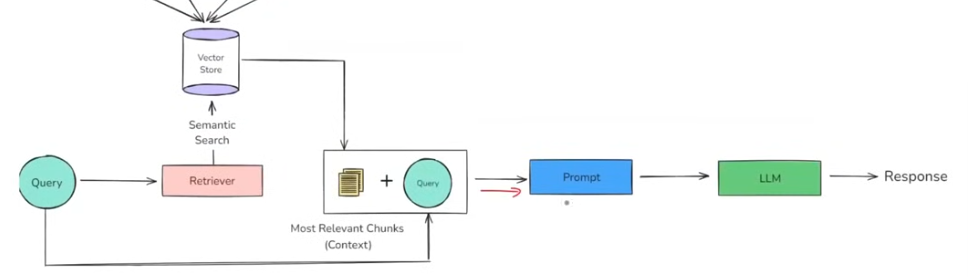 Vector
Store
Semantic
Search
Query
Retriever
+
Query
Prompt
LLM
Response
Most Relevant Chunks
(Context)